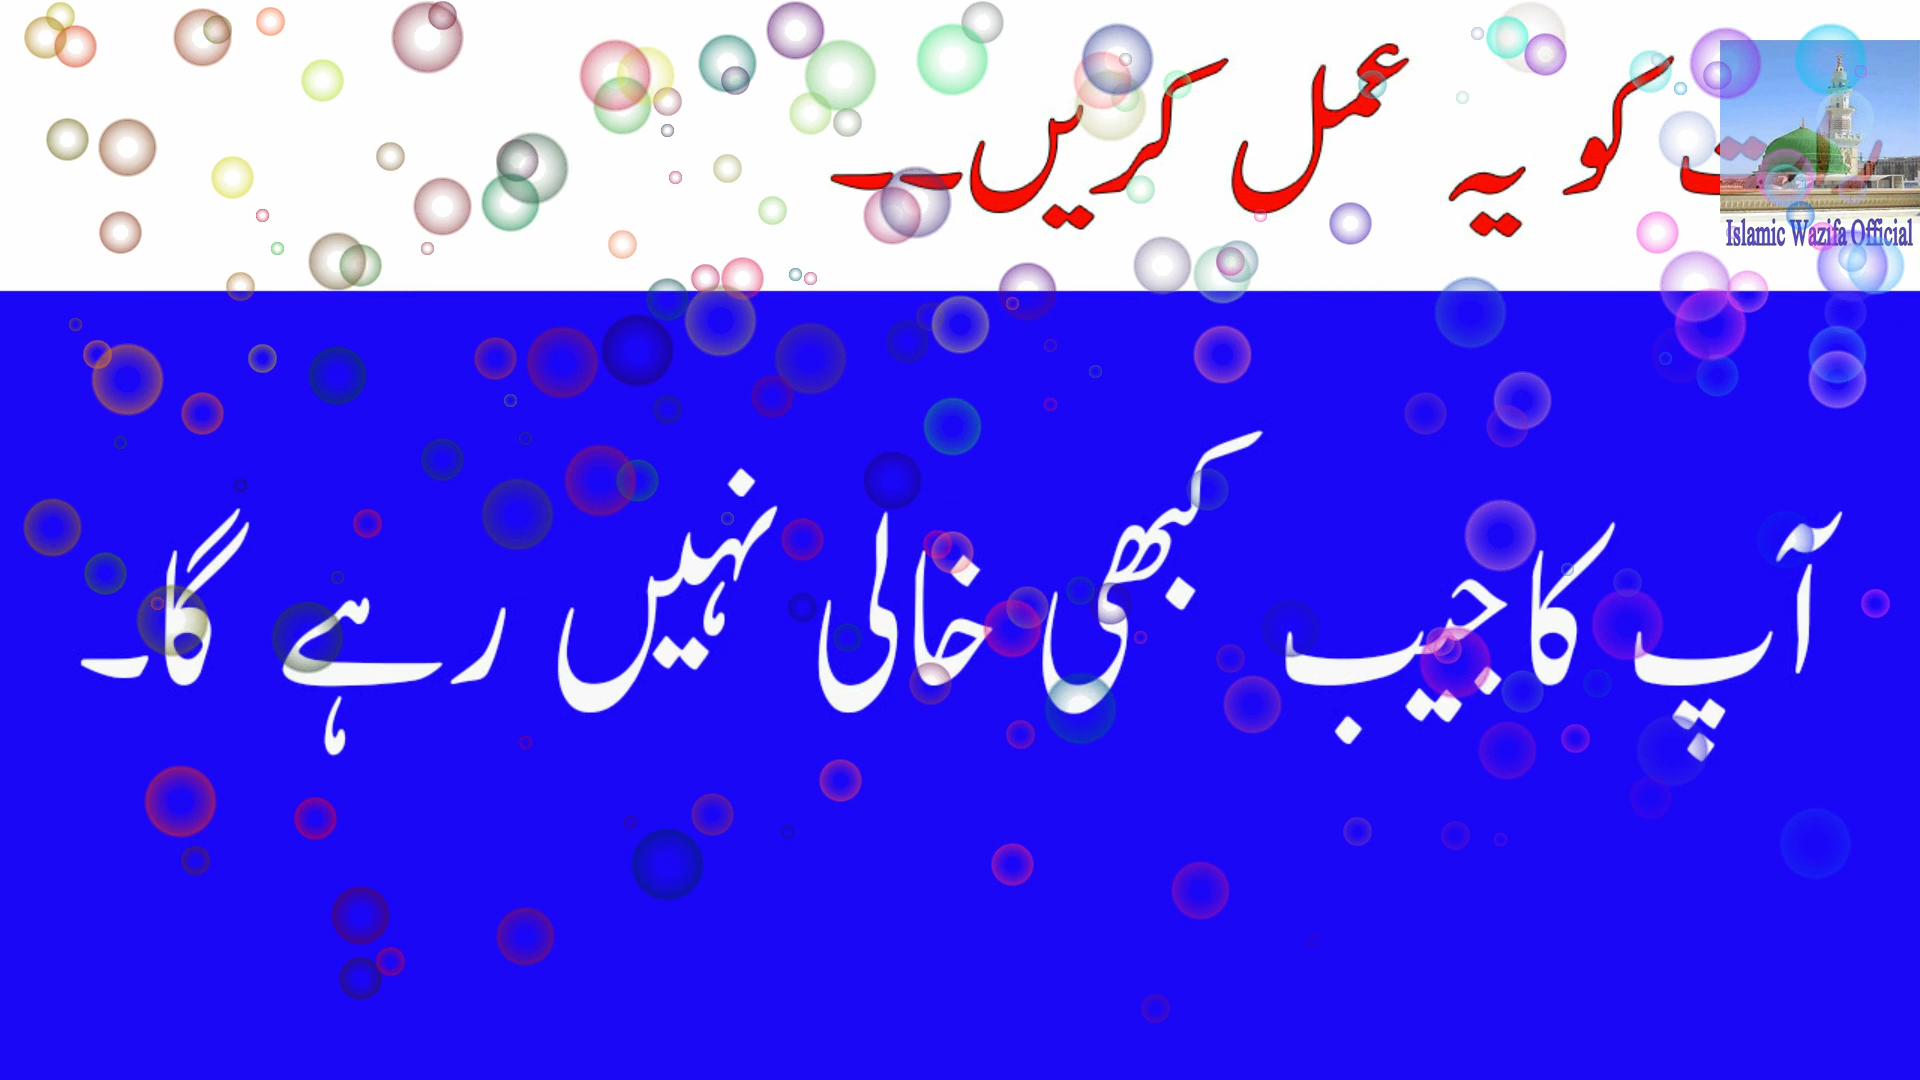 کو یہ عمل کریں۔۔
Islamic Wazifa Official
آپ کا جیب کبھی خالی نہیں رہے گا۔